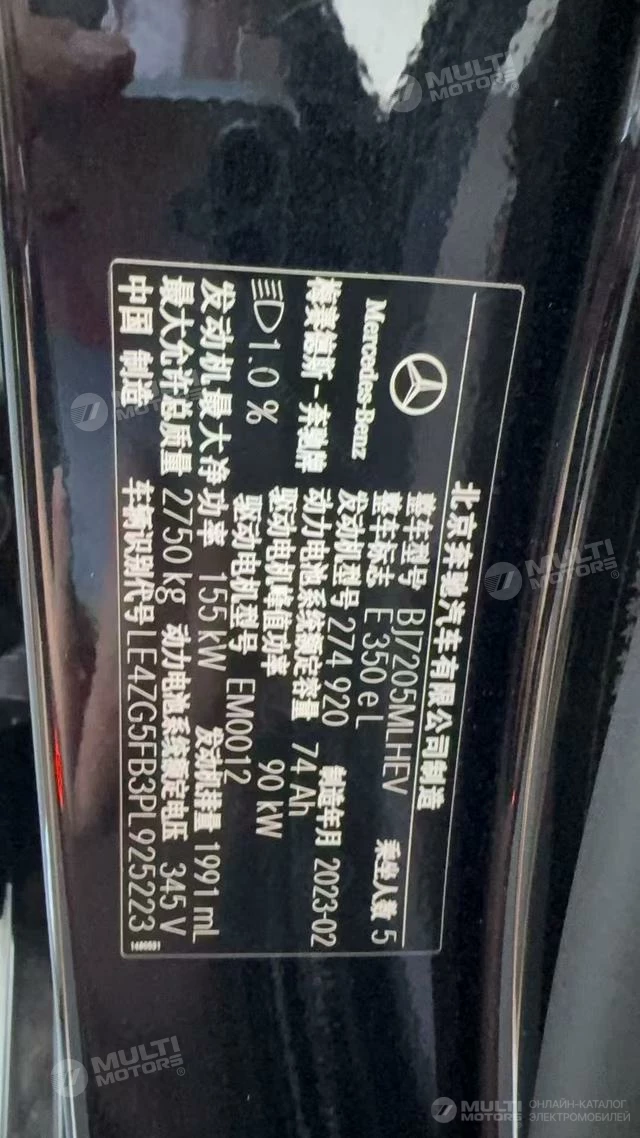 北京奔驰汽车有限公司制造
Mercedes-Benz
梅赛德斯-奔驰牌
整车型号 BJ7205MLHEV
整车标志 E 350 e L 乘坐人数 5
发动机型号 274 920 制造年月 2023-02
动力电池系统额定容量 74 Ah
驱动电机峰值功率 90 kW
1.0 % 驱动电机型号 EM0012
发动机最大净功率 155 kW 发动机排量 1991 mL
最大允许总质量 2750 kg 动力电池系统额定电压 345 V
中国 制造 车辆识别代号 LE4ZG5FB3PL925223
MULTI MOTORS
MULTI MOTORS
MULTI MOTORS
MULTI MOTORS
ОНЛАЙН-КАТАЛОГ
ЭЛЕКТРОМОБИЛЕЙ